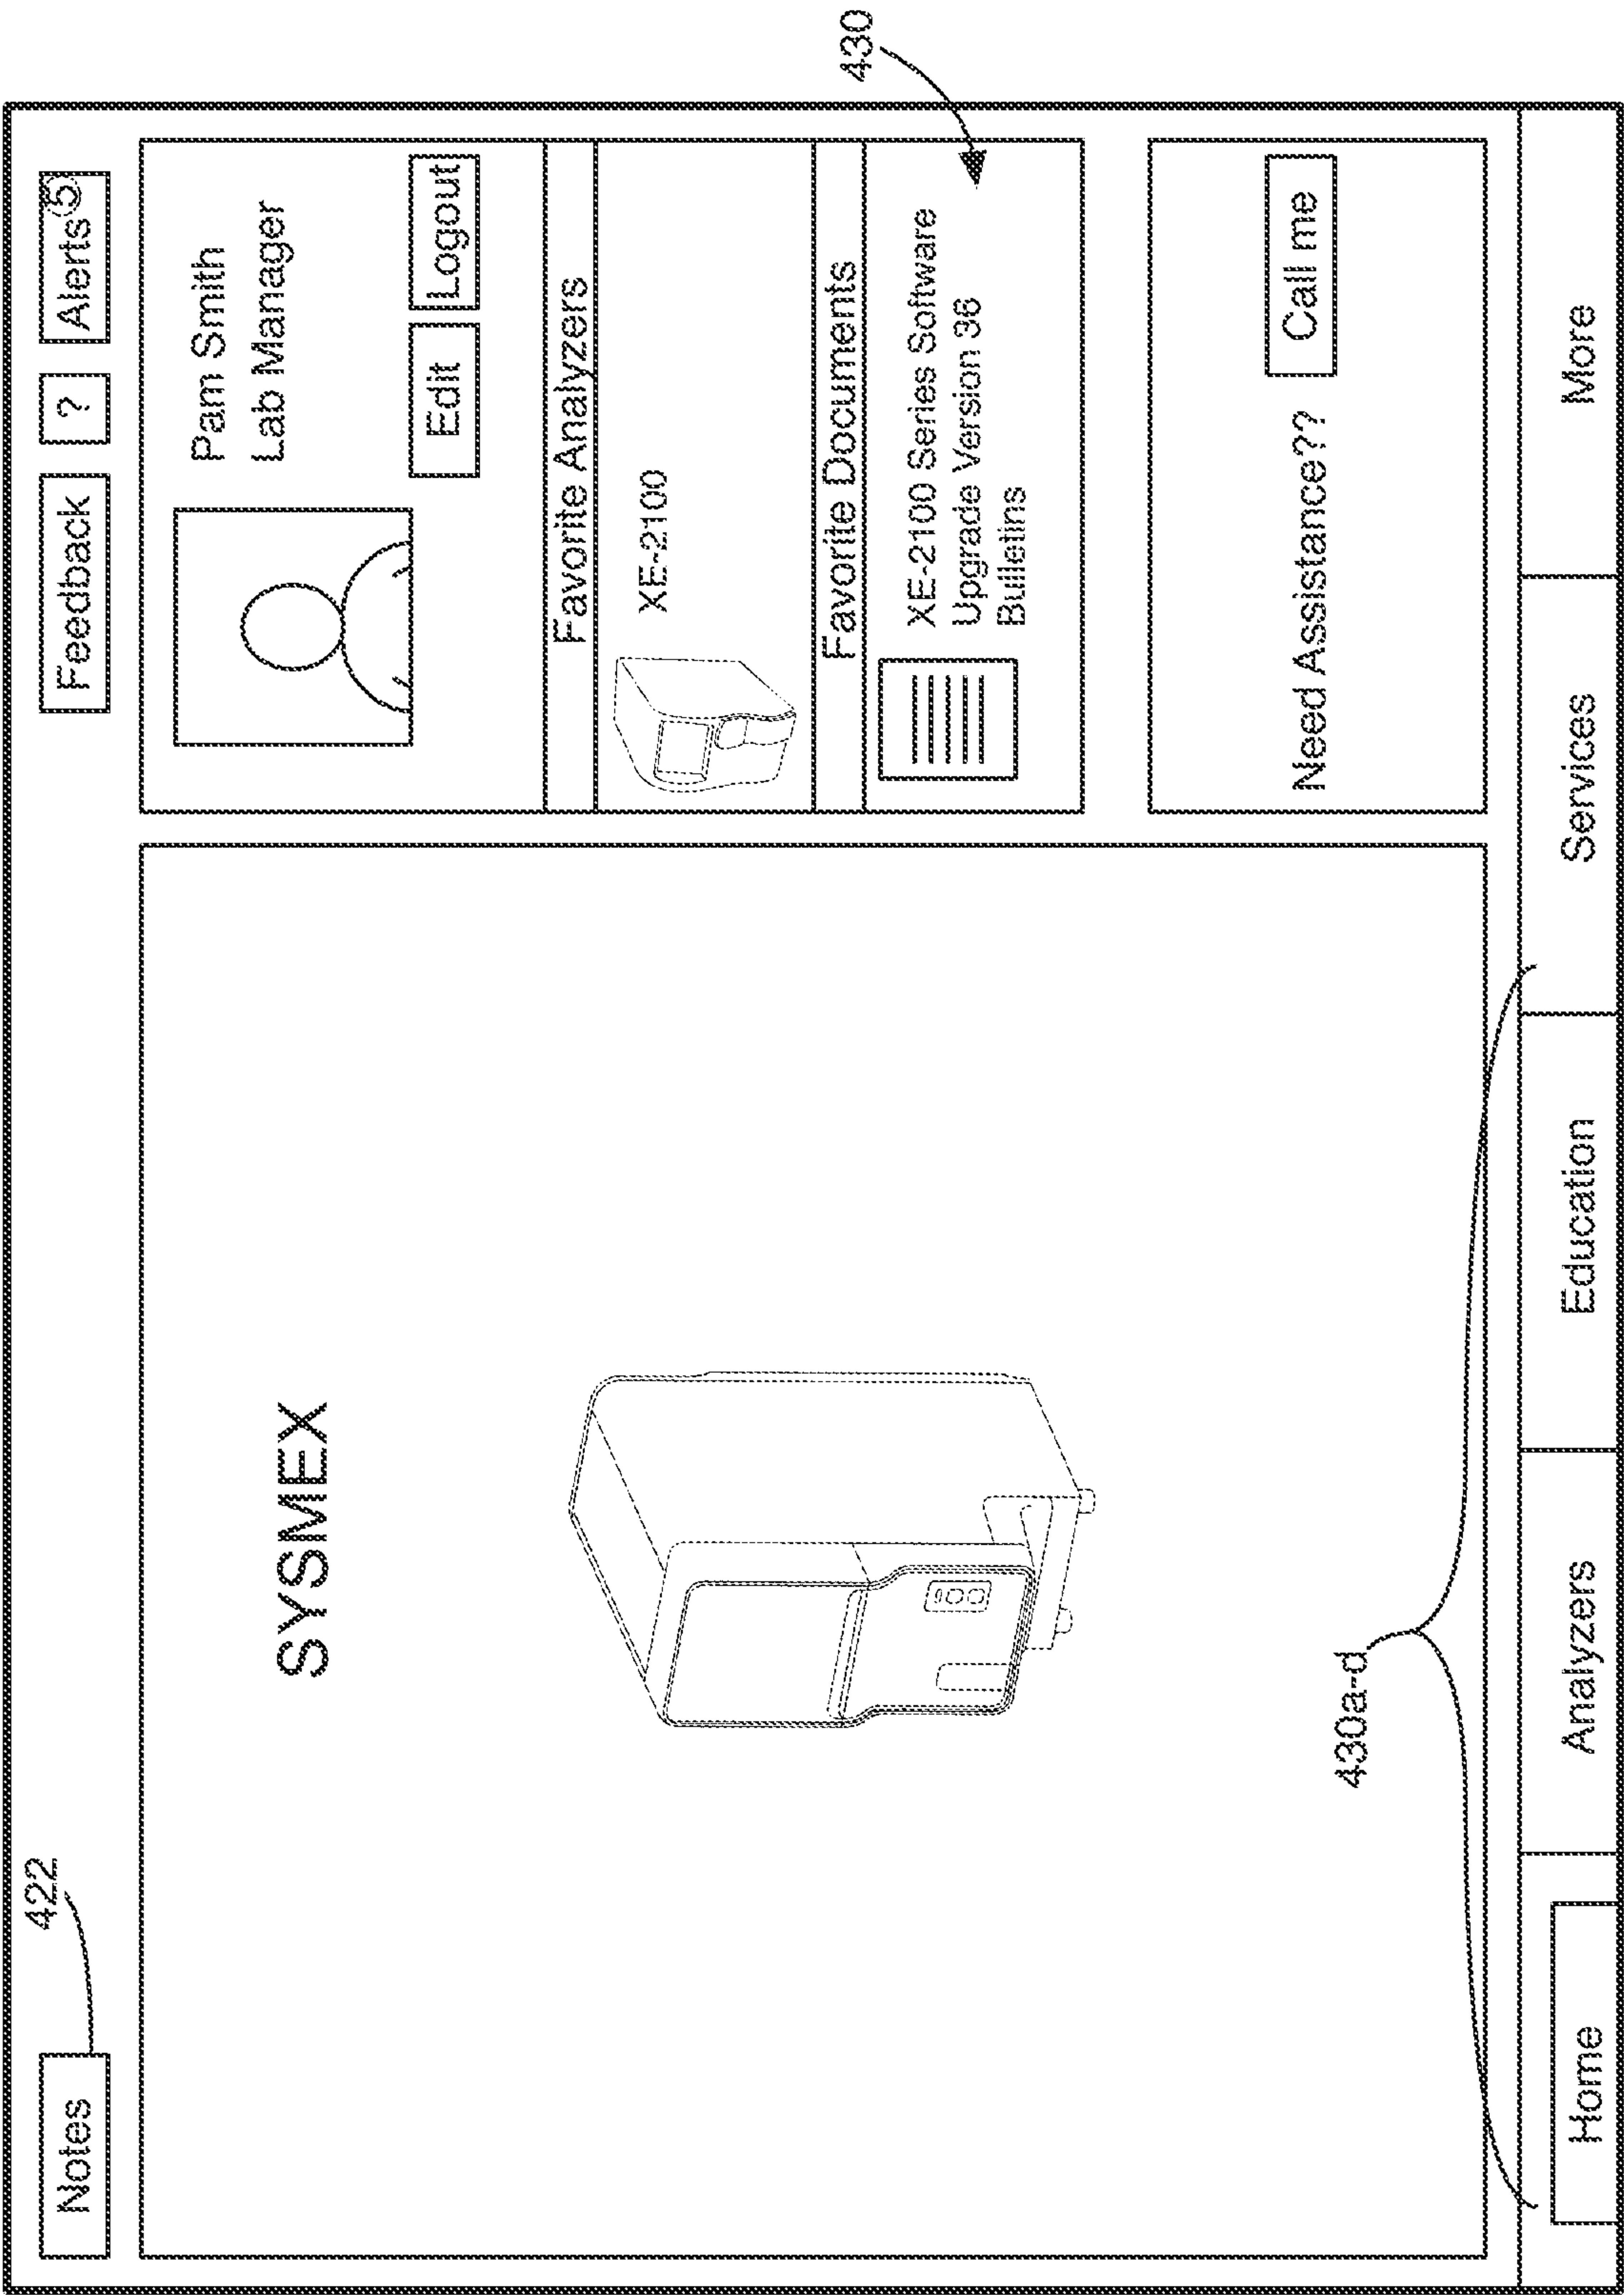 422
Notes
Feedback
?
Alerts 5
SYSMEX
Pam Smith
Lab Manager
Edit
Logout
Favorite Analyzers
XE-2100
Favorite Documents
XE-2100 Series Software
Upgrade Version 36
Bulletins
430
Need Assistance??
Call me
430a-d
Home
Analyzers
Education
Services
More